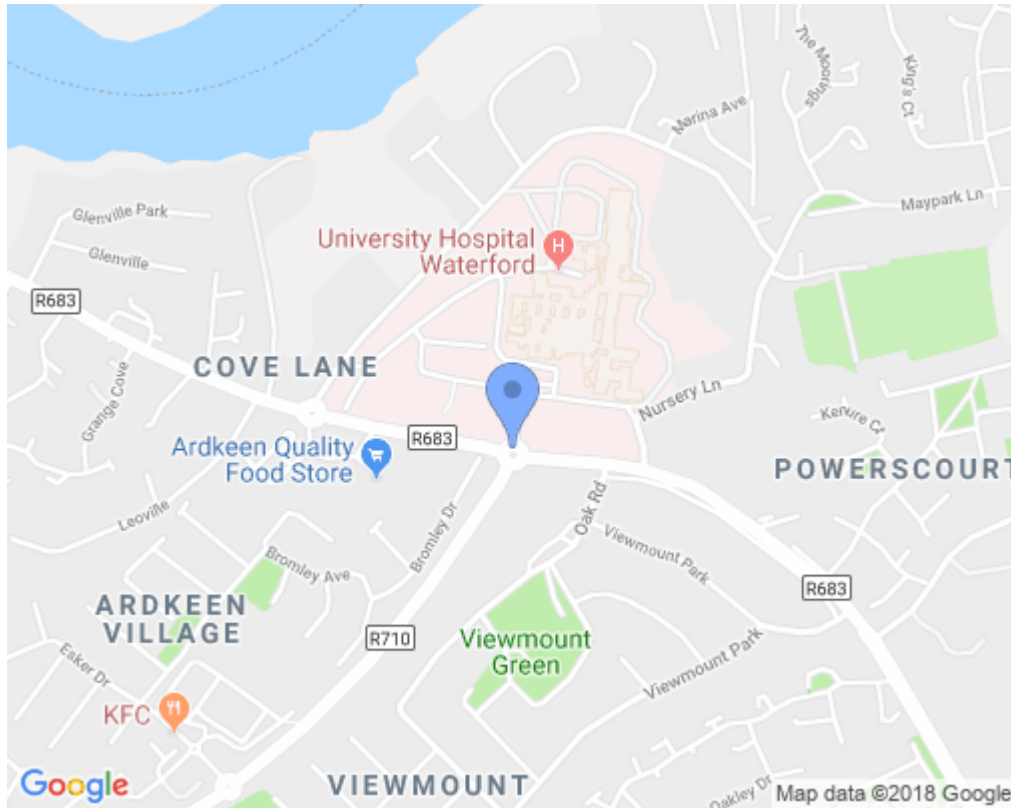 The Moorings
King's Ct
Marina Ave
Maypark Ln
Glenville Park
Glenville
University Hospital
Waterford
H
R683
COVE LANE
Grange Cove
Nursery Ln
Kenure Ct
R683
Ardkeen Quality
Food Store
POWERSCOURT
Leoville
Bromley Dr
Oak Rd
Viewmount Park
Bromley Ave
R683
ARDKEEN
VILLAGE
R710
Viewmount
Green
Viewmount Park
Esker Dr
KFC
Google
VIEWMOUNT
Oakley Dr
Map data ©2018 Google